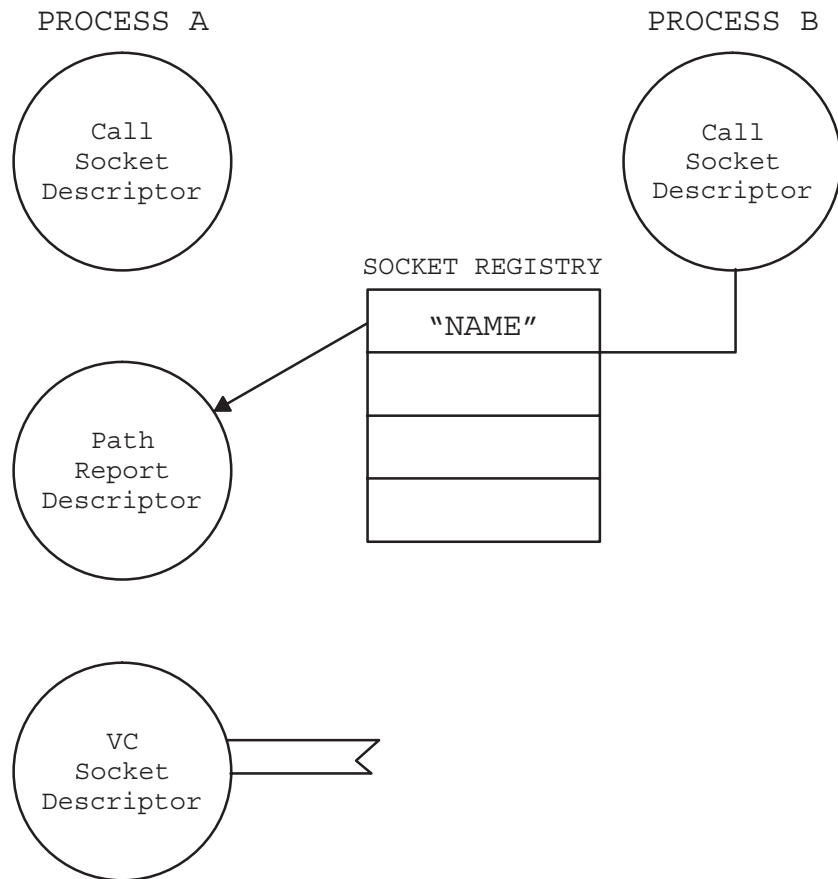 PROCESS A
PROCESS B
Call
Socket
Descriptor
Call
Socket
Descriptor
SOCKET REGISTRY
“NAME”
Path
Report
Descriptor
VC
Socket
Descriptor